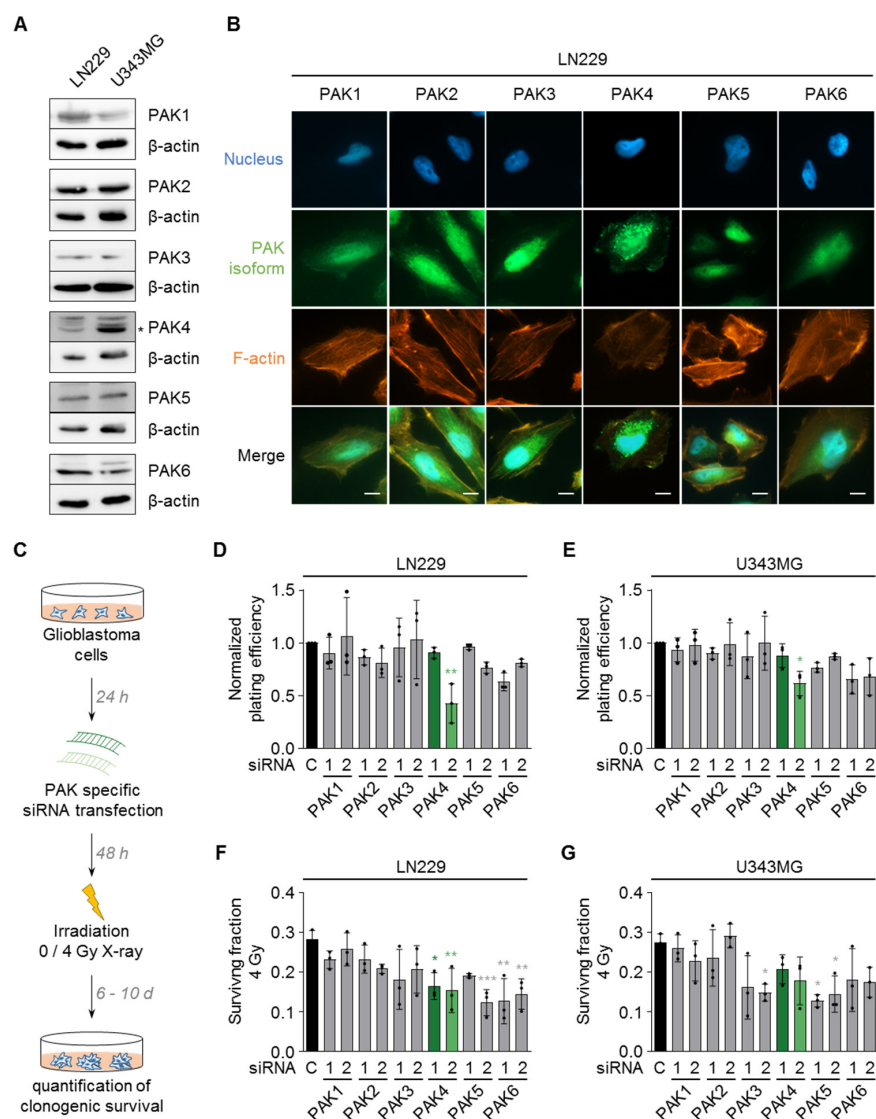 A
LN229
U343MG
PAK1
β-actin
PAK2
β-actin
PAK3
β-actin
* PAK4
β-actin
PAK5
β-actin
PAK6
β-actin
B
LN229
PAK1 PAK2 PAK3 PAK4 PAK5 PAK6
Nucleus
PAK
isoform
F-actin
Merge
C
Glioblastoma
cells
24 h
PAK specific
siRNA transfection
48 h
Irradiation
0 / 4 Gy X-ray
6 - 10 d
quantification of
clonogenic survival
D
LN229
Normalized
plating efficiency
1.5
1.0
0.5
0.0
**
siRNA C 1 2 1 2 1 2 1 2 1 2 1 2
PAK1 PAK2 PAK3 PAK4 PAK5 PAK6
E
U343MG
Normalized
plating efficiency
1.5
1.0
0.5
0.0
*
siRNA C 1 2 1 2 1 2 1 2 1 2 1 2
PAK1 PAK2 PAK3 PAK4 PAK5 PAK6
F
LN229
Survivng fraction
4 Gy
0.4
0.3
0.2
0.1
0.0
* ** *** ** **
siRNA C 1 2 1 2 1 2 1 2 1 2 1 2
PAK1 PAK2 PAK3 PAK4 PAK5 PAK6
G
U343MG
Survivng fraction
4 Gy
0.4
0.3
0.2
0.1
0.0
* * *
siRNA C 1 2 1 2 1 2 1 2 1 2 1 2
PAK1 PAK2 PAK3 PAK4 PAK5 PAK6